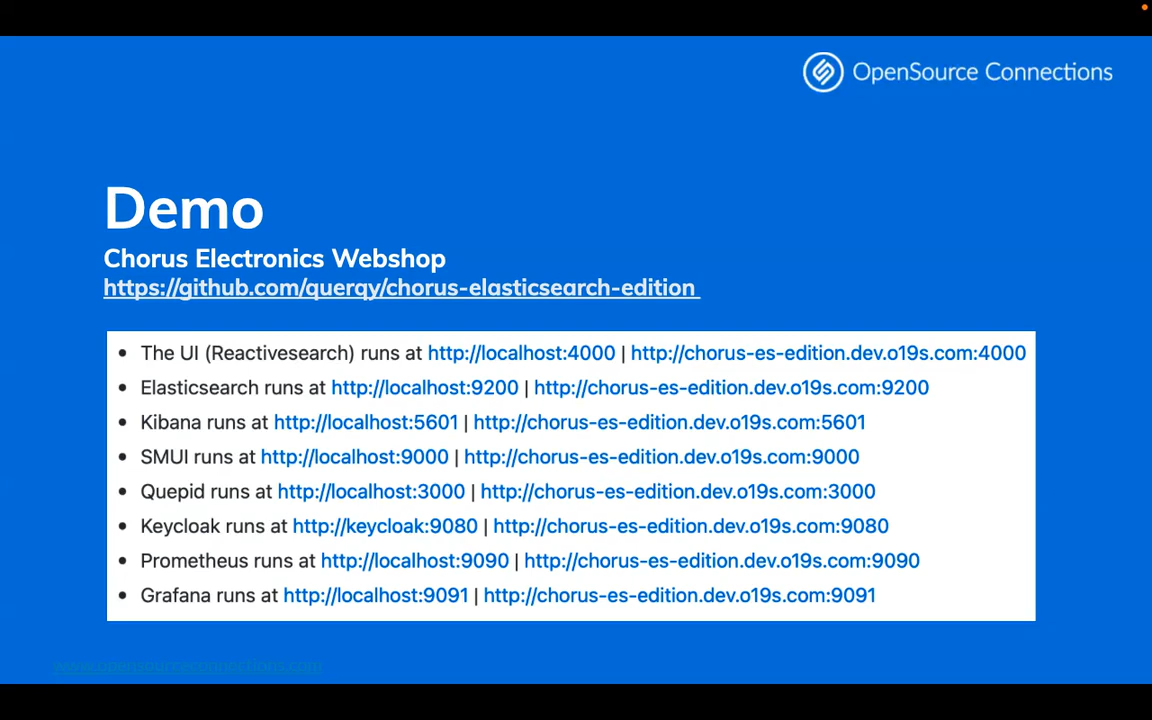 OpenSource Connections
Demo
Chorus Electronics Webshop
https://github.com/querqy/chorus-elasticsearch-edition
• The UI (Reactivesearch) runs at http://localhost:4000 | http://chorus-es-edition.dev.o19s.com:4000
• Elasticsearch runs at http://localhost:9200 | http://chorus-es-edition.dev.o19s.com:9200
• Kibana runs at http://localhost:5601 | http://chorus-es-edition.dev.o19s.com:5601
• SMUI runs at http://localhost:9000 | http://chorus-es-edition.dev.o19s.com:9000
• Quepid runs at http://localhost:3000 | http://chorus-es-edition.dev.o19s.com:3000
• Keycloak runs at http://keycloak:9080 | http://chorus-es-edition.dev.o19s.com:9080
• Prometheus runs at http://localhost:9090 | http://chorus-es-edition.dev.o19s.com:9090
• Grafana runs at http://localhost:9091 | http://chorus-es-edition.dev.o19s.com:9091
www.opensourceconnections.com